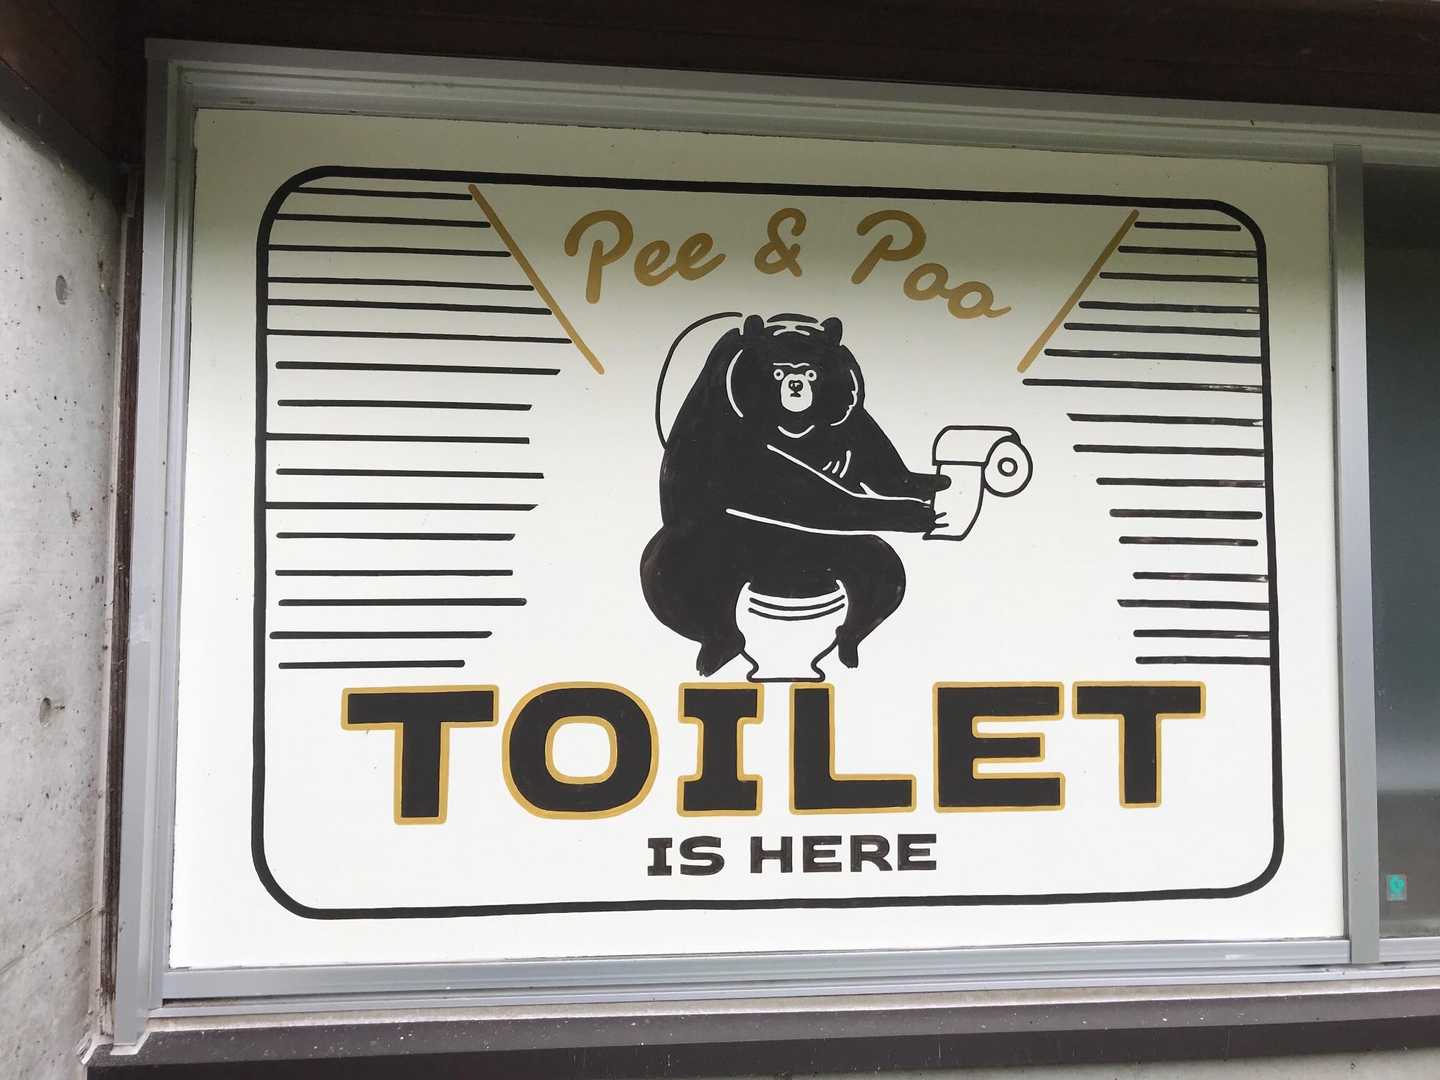 Pee & Poo
TOILET
IS HERE